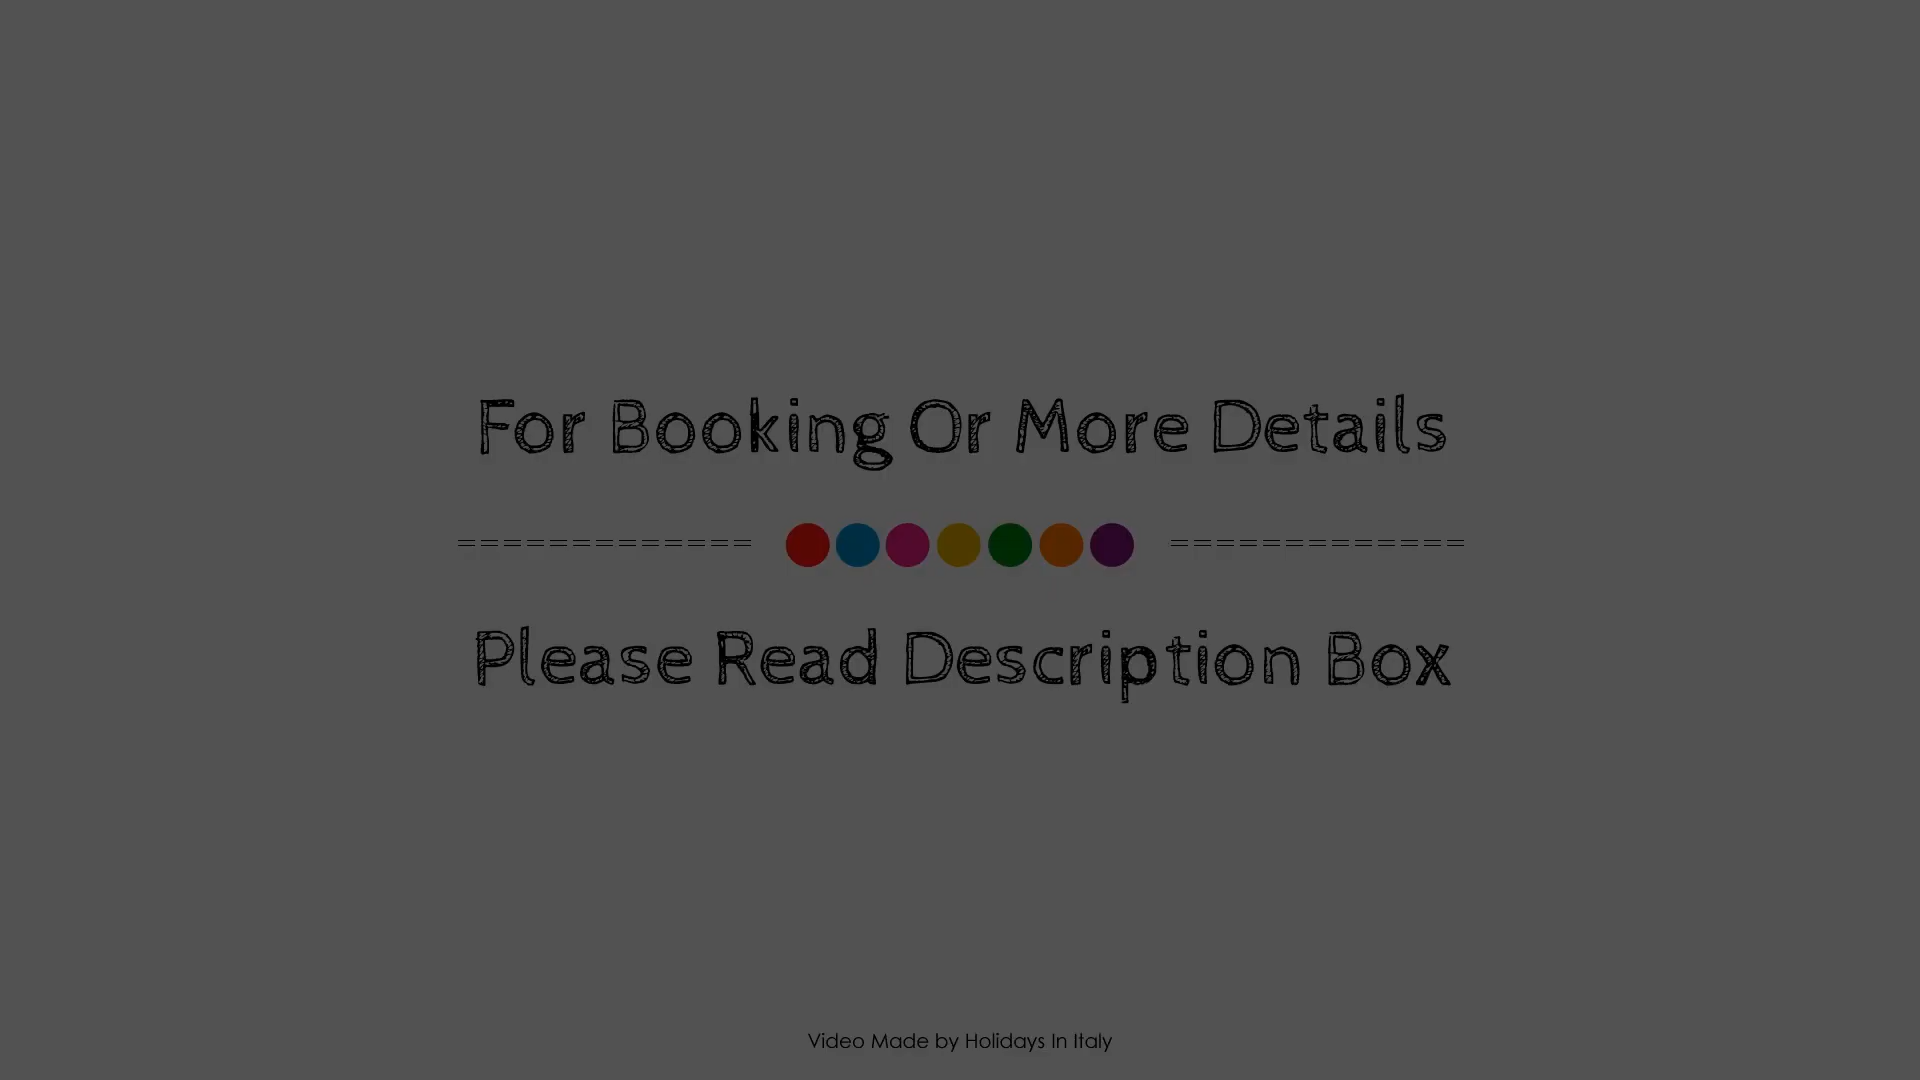 For Booking Or More Details
============= =============
Please Read Description Box
Video Made by Holidays In Italy